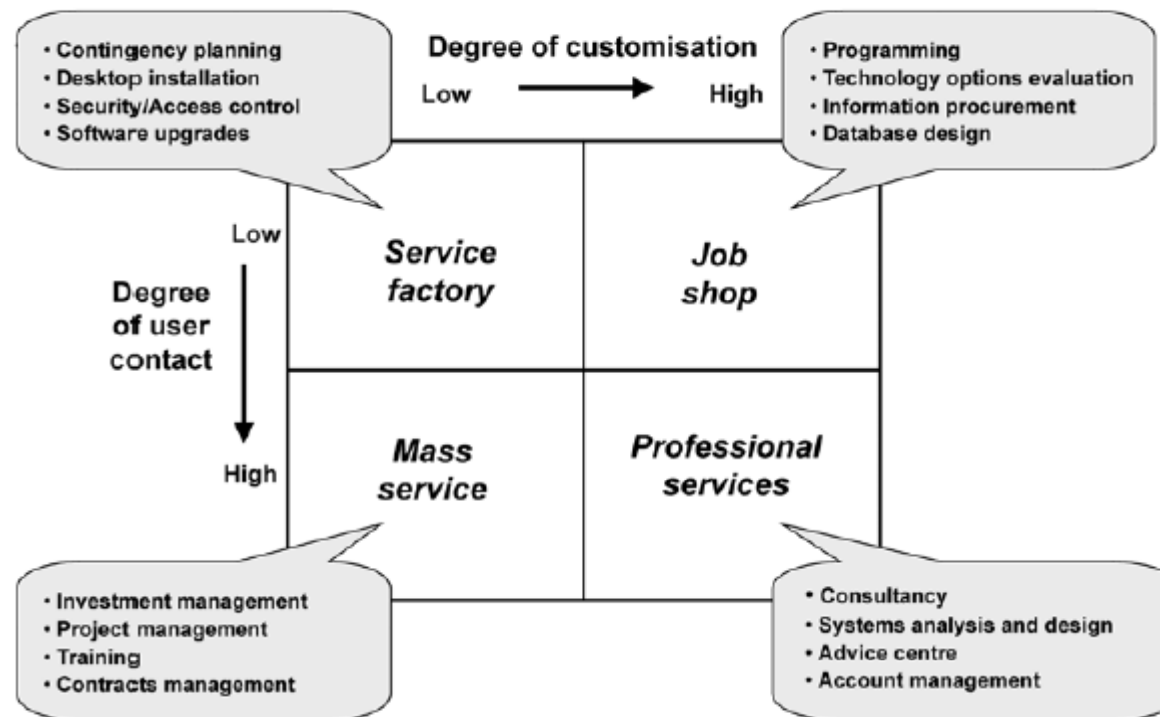 • Contingency planning
• Desktop installation
• Security/Access control
• Software upgrades
Degree of customisation
Low
High
• Programming
• Technology options evaluation
• Information procurement
• Database design
Low
Degree
of user
contact
High
Service
factory
Job
shop
Mass
service
Professional
services
• Investment management
• Project management
• Training
• Contracts management
• Consultancy
• Systems analysis and design
• Advice centre
• Account management